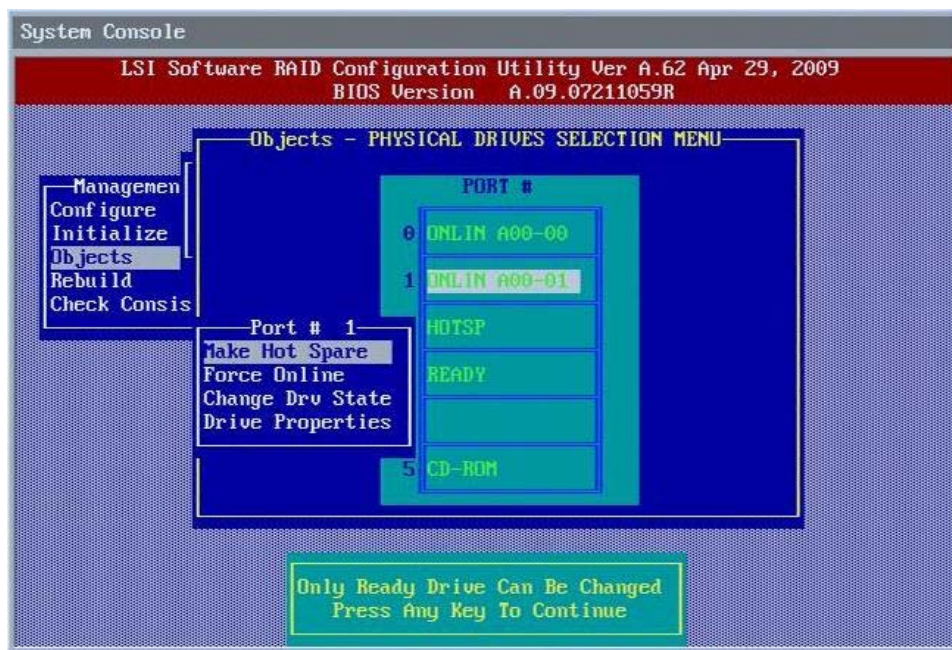 System Console
LSI Software RAID Configuration Utility Ver A.62 Apr 29, 2009
BIOS Version A.09.07211059R
Objects - PHYSICAL DRIVES SELECTION MENU
Managemen
Configure
Initialize
Objects
Rebuild
Check Consis
PORT #
0 ONLIN A00-00
1 ONLIN A00-01
HOTSP
READY
5 CD-ROM
Port # 1
Make Hot Spare
Force Online
Change Drv State
Drive Properties
Only Ready Drive Can Be Changed
Press Any Key To Continue